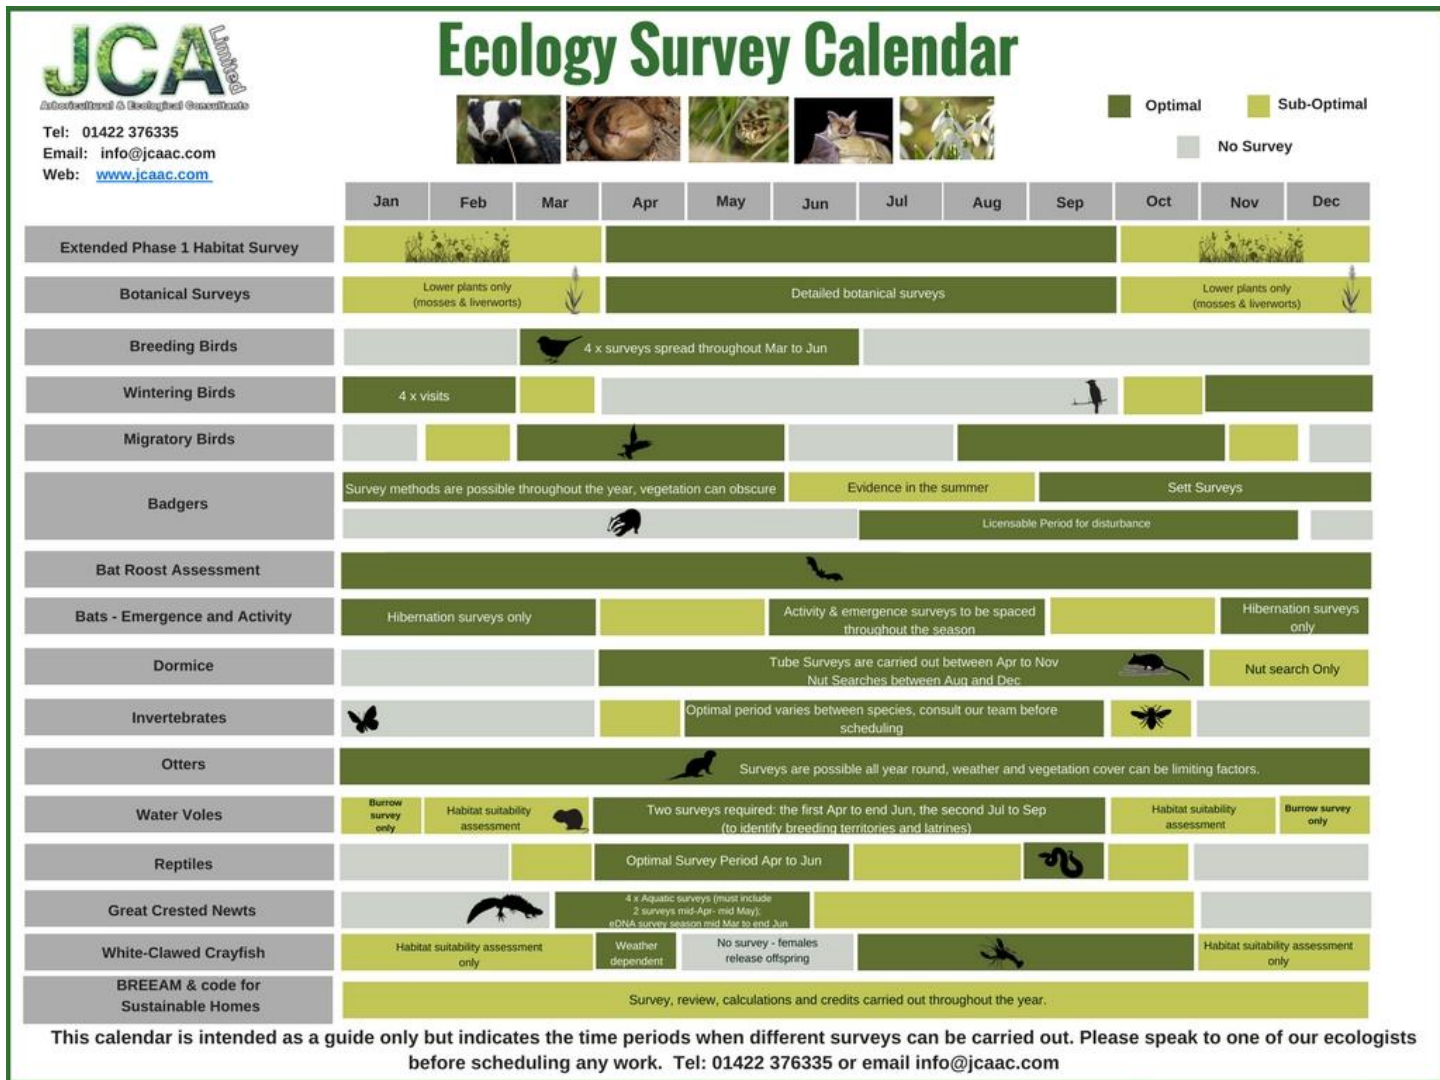 JCA Limited
Arboricultural & Ecological Consultants
Tel: 01422 376335
Email: info@jcaac.com
Web: www.jcaac.com
Ecology Survey Calendar
Optimal
Sub-Optimal
No Survey
Jan Feb Mar Apr May Jun Jul Aug Sep Oct Nov Dec
Extended Phase 1 Habitat Survey
Botanical Surveys
Lower plants only
(mosses & liverworts)
Detailed botanical surveys
Lower plants only
(mosses & liverworts)
Breeding Birds
4 x surveys spread throughout Mar to Jun
Wintering Birds
4 x visits
Migratory Birds
Badgers
Survey methods are possible throughout the year, vegetation can obscure
Evidence in the summer
Sett Surveys
Licensable Period for disturbance
Bat Roost Assessment
Bats - Emergence and Activity
Hibernation surveys only
Activity & emergence surveys to be spaced
throughout the season
Hibernation surveys
only
Dormice
Tube Surveys are carried out between Apr to Nov
Nut Searches between Aug and Dec
Nut search Only
Invertebrates
Optimal period varies between species, consult our team before
scheduling
Otters
Surveys are possible all year round, weather and vegetation cover can be limiting factors.
Water Voles
Burrow
survey
only
Habitat suitability
assessment
Two surveys required: the first Apr to end Jun, the second Jul to Sep
(to identify breeding territories and latrines)
Habitat suitability
assessment
Burrow survey
only
Reptiles
Optimal Survey Period Apr to Jun
Great Crested Newts
4 x Aquatic surveys (must include
2 surveys mid-Apr- mid May);
eDNA survey season mid Mar to end Jun
White-Clawed Crayfish
Habitat suitability assessment
only
Weather
dependent
No survey - females
release offspring
Habitat suitability assessment
only
BREEAM & code for
Sustainable Homes
Survey, review, calculations and credits carried out throughout the year.
This calendar is intended as a guide only but indicates the time periods when different surveys can be carried out. Please speak to one of our ecologists
before scheduling any work. Tel: 01422 376335 or email info@jcaac.com